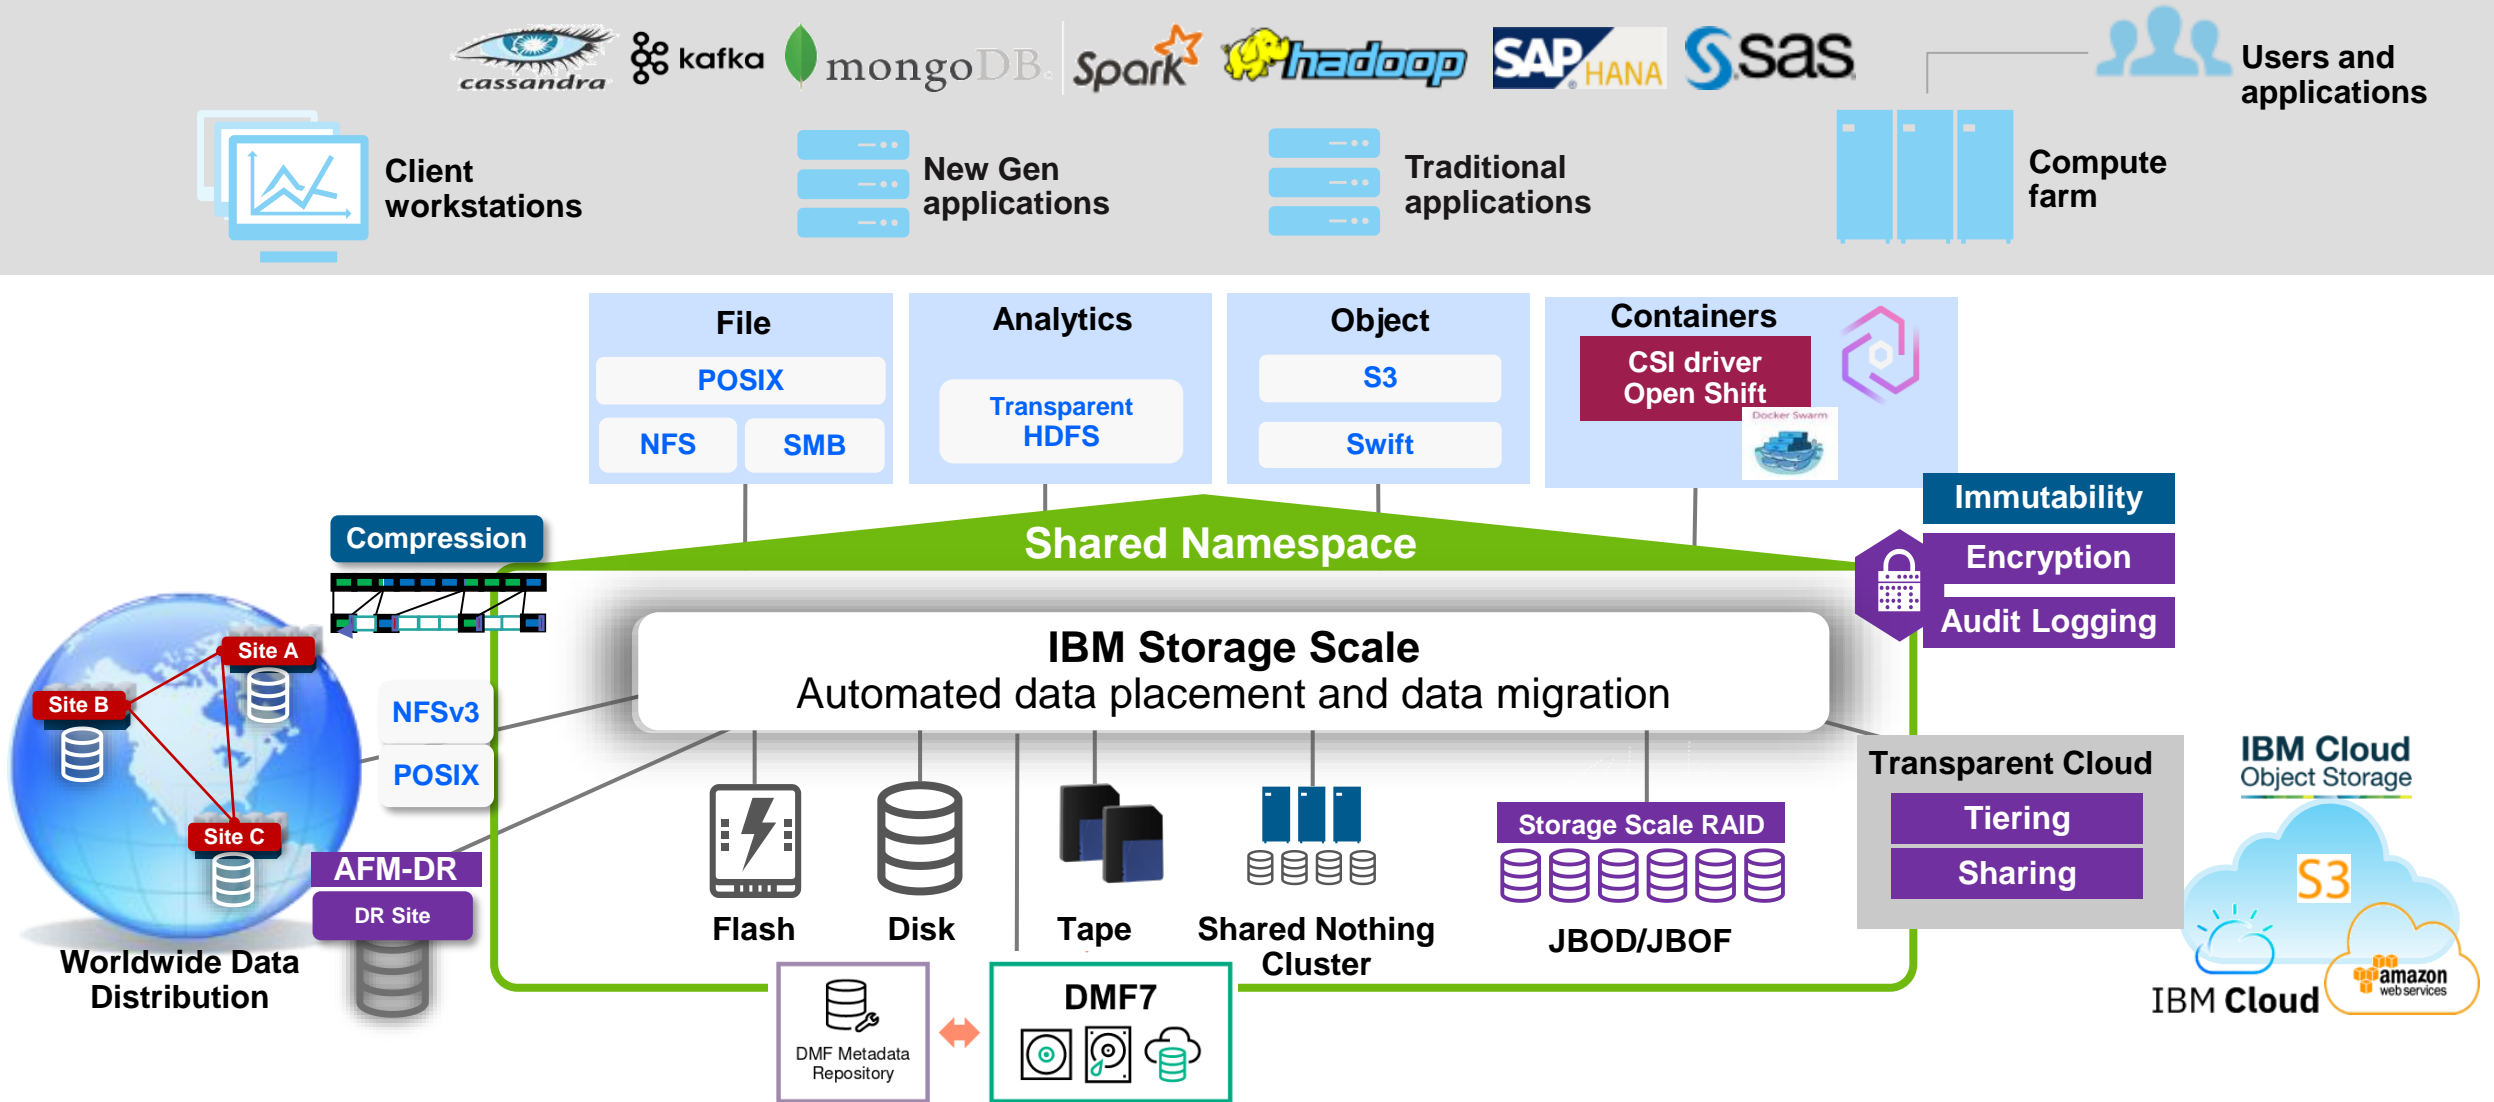 cassandra
kafka
mongoDB
Spark
hadoop
SAP HANA
sas
Users and
applications
Client
workstations
New Gen
applications
Traditional
applications
Compute
farm
File
POSIX
NFS
SMB
Analytics
Transparent
HDFS
Object
S3
Swift
Containers
CSI driver
Open Shift
Docker Swarm
Immutability
Encryption
Audit Logging
Compression
Shared Namespace
IBM Storage Scale
Automated data placement and data migration
Site A
Site B
Site C
NFSv3
POSIX
AFM-DR
DR Site
Worldwide Data
Distribution
Flash
Disk
Tape
Shared Nothing
Cluster
Storage Scale RAID
JBOD/JBOF
Transparent Cloud
Tiering
Sharing
IBM Cloud
Object Storage
S3
IBM Cloud
amazon
web services
DMF Metadata
Repository
DMF7